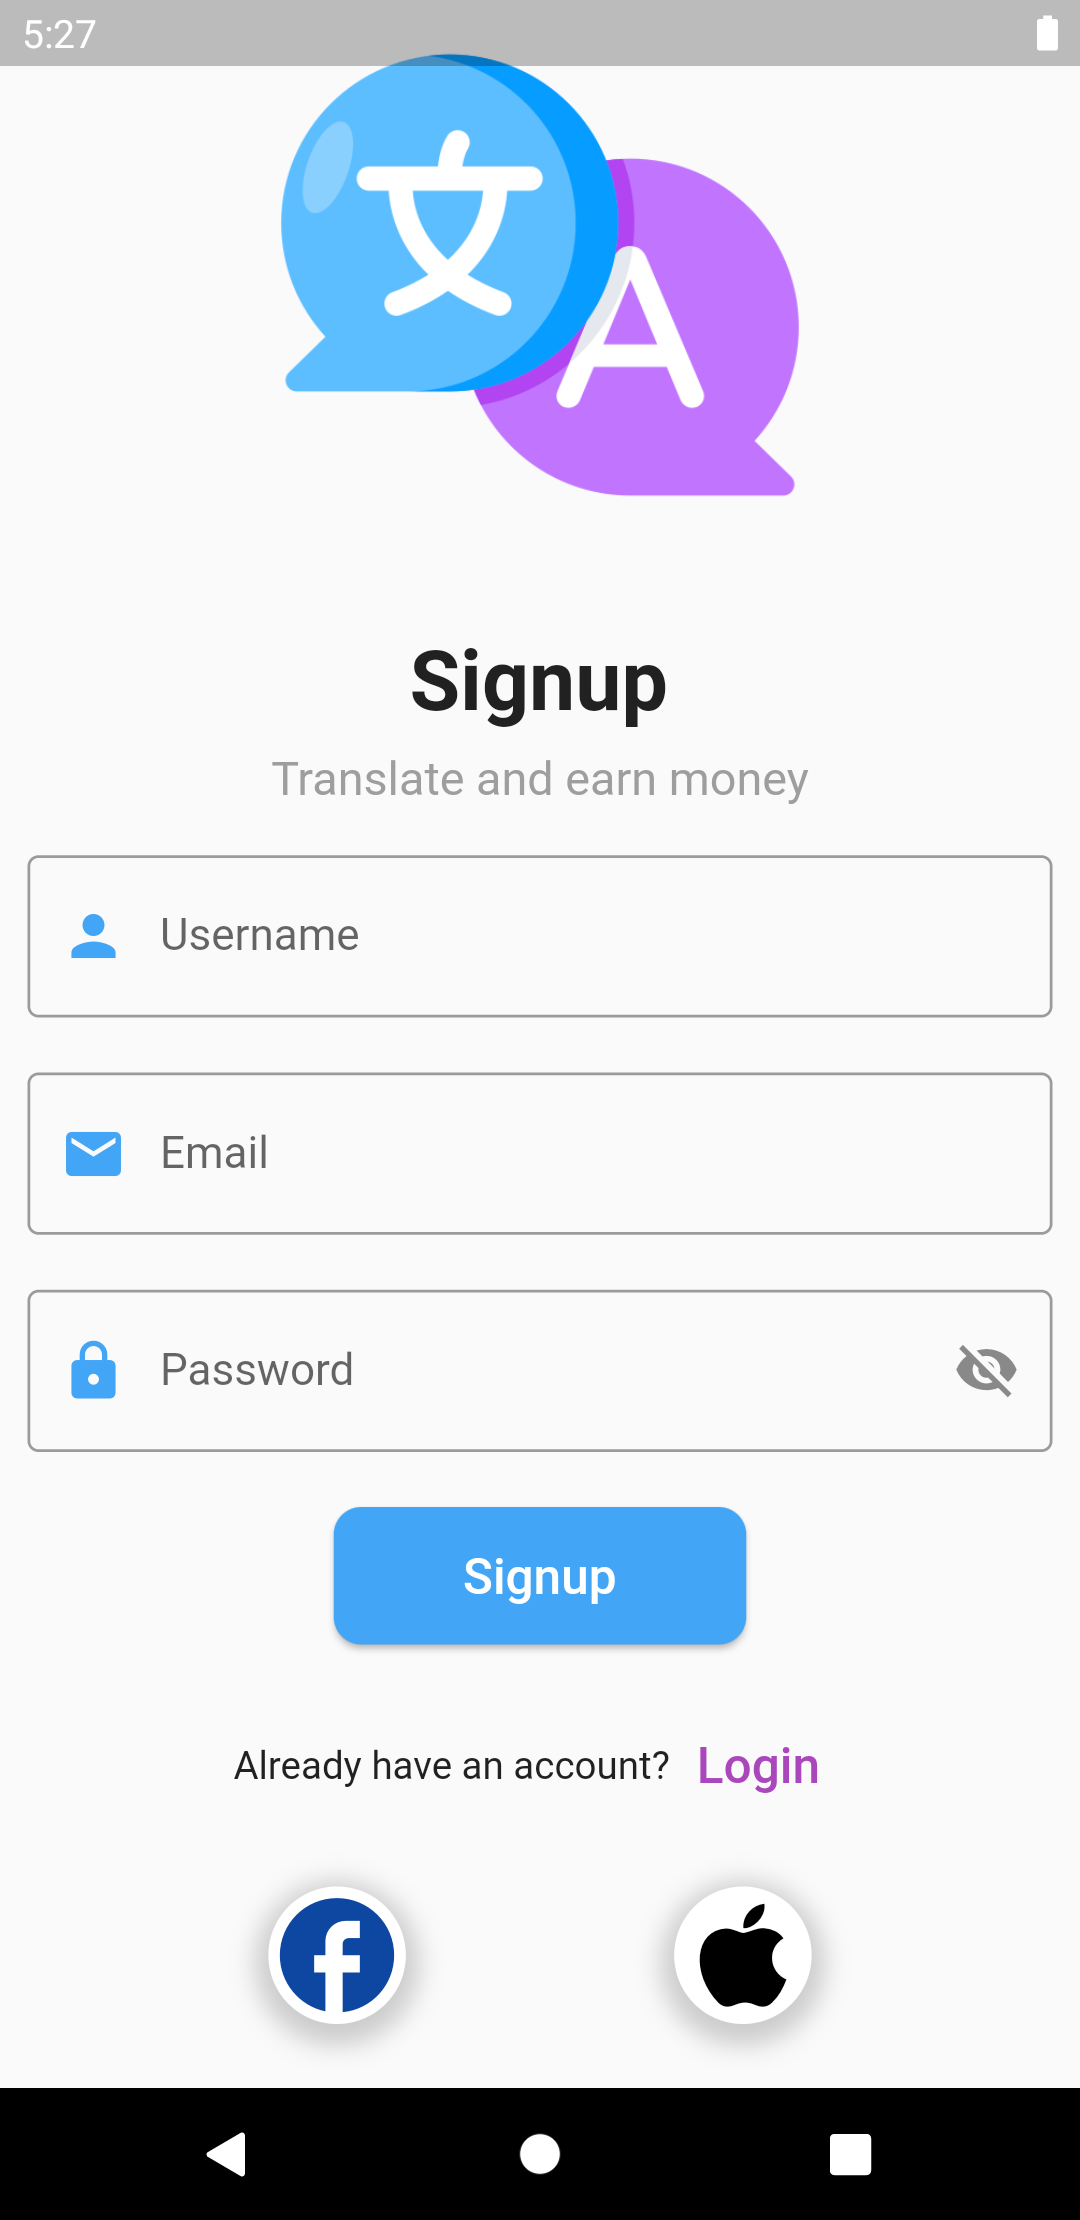 5:27
文
A
Signup
Translate and earn money
Username
Email
Password
Signup
Already have an account? Login